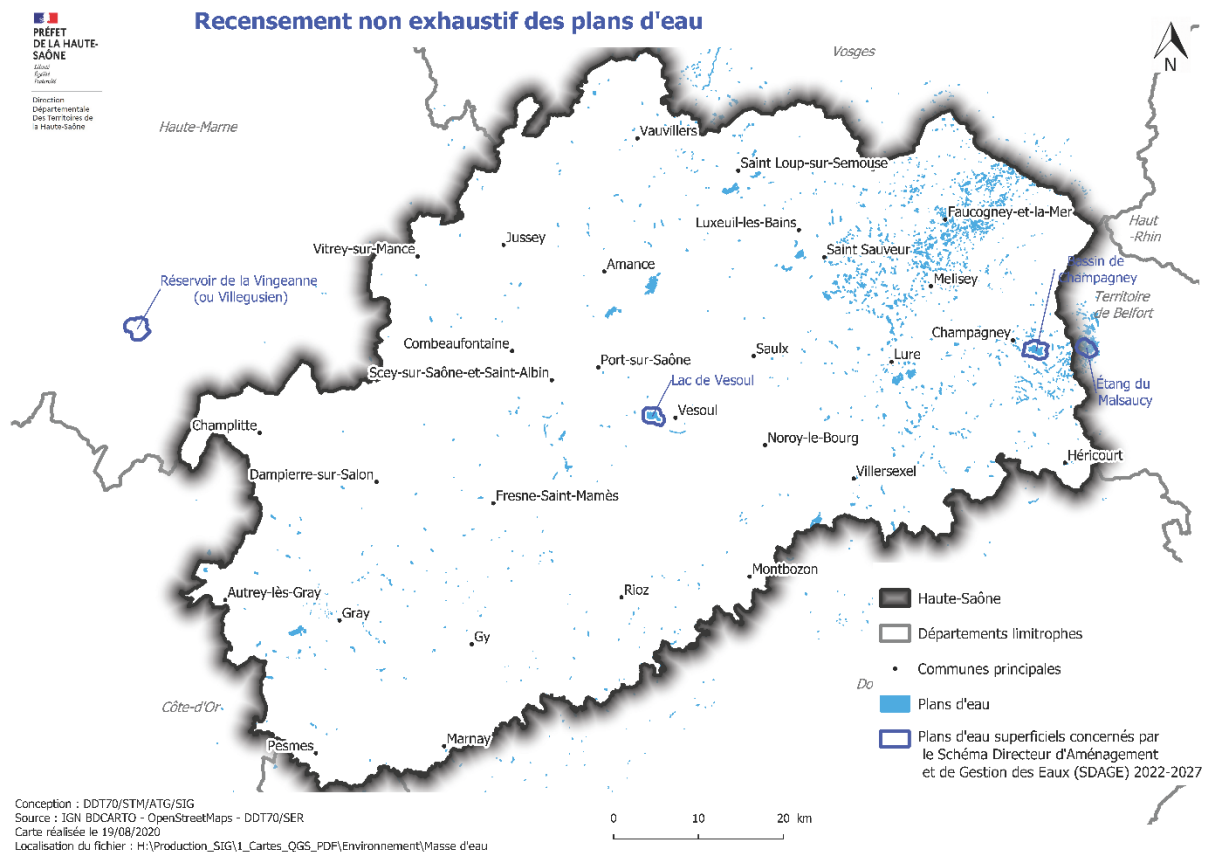 Recensement non exhaustif des plans d'eau
PRÉFET
DE LA HAUTE-
SAÔNE
Liberté
Égalité
Fraternité
Direction
Départementale
Des Territoires de
la Haute-Saône
Vosges
N
Haute-Marne
Vauvillers
Saint Loup-sur-Semouse
Faucogney-et-la-Mer
Haut
-Rhin
Luxeuil-les-Bains
Jussey
Vitrey-sur-Mance
Saint Sauveur
Bassin de
Champagney
Amance
Réservoir de la Vingeanne
(ou Villegusien)
Melisey
Territoire
de Belfort
Champagney
Combeaufontaine
Saulx
Lure
Port-sur-Saône
Scey-sur-Saône-et-Saint-Albin
Lac de Vesoul
Étang du
Malsaucy
Vesoul
Champlitte
Noroy-le-Bourg
Héricourt
Dampierre-sur-Salon
Villersexel
Fresne-Saint-Mamès
Montbozon
Autrey-lès-Gray
Rioz
Gray
Gy
Côte-d'Or
Do
Pesmes
Marnay
Haute-Saône
Départements limitrophes
Communes principales
Plans d'eau
Plans d'eau superficiels concernés par
le Schéma Directeur d'Aménagement
et de Gestion des Eaux (SDAGE) 2022-2027
Conception : DDT70/STM/ATG/SIG
Source : IGN BDCARTO - OpenStreetMaps - DDT70/SER
Carte réalisée le 19/08/2020
Localisation du fichier : H:\Production_SIG\1_Cartes_QGS_PDF\Environnement\Masse d'eau
0 10 20 km